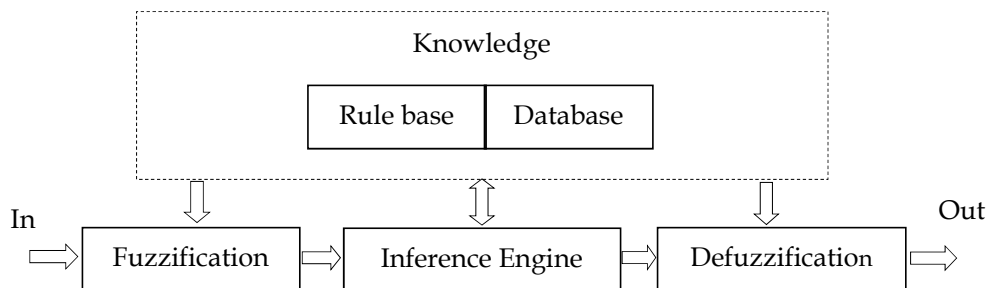 Knowledge
Rule base
Database
In
Out
Fuzzification
Inference Engine
Defuzzification